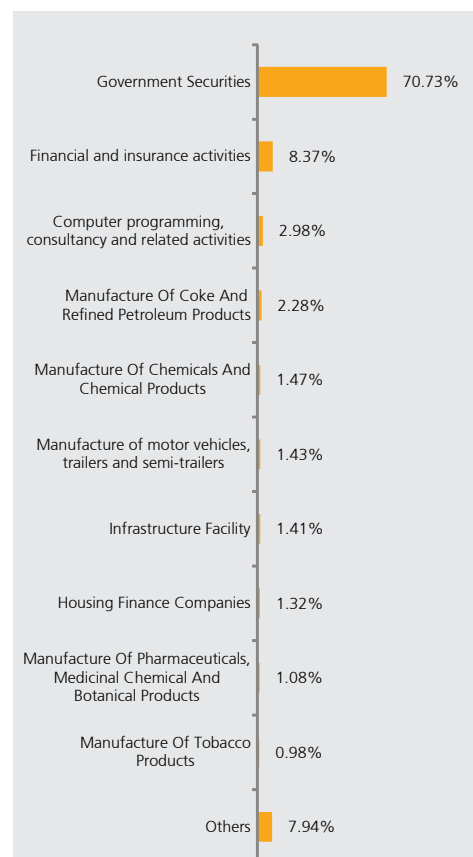 Government Securities 70.73%
Financial and insurance activities 8.37%
Computer programming,
consultancy and related activities 2.98%
Manufacture Of Coke And
Refined Petroleum Products 2.28%
Manufacture Of Chemicals And
Chemical Products 1.47%
Manufacture of motor vehicles,
trailers and semi-trailers 1.43%
Infrastructure Facility 1.41%
Housing Finance Companies 1.32%
Manufacture Of Pharmaceuticals,
Medicinal Chemical And
Botanical Products 1.08%
Manufacture Of Tobacco
Products 0.98%
Others 7.94%